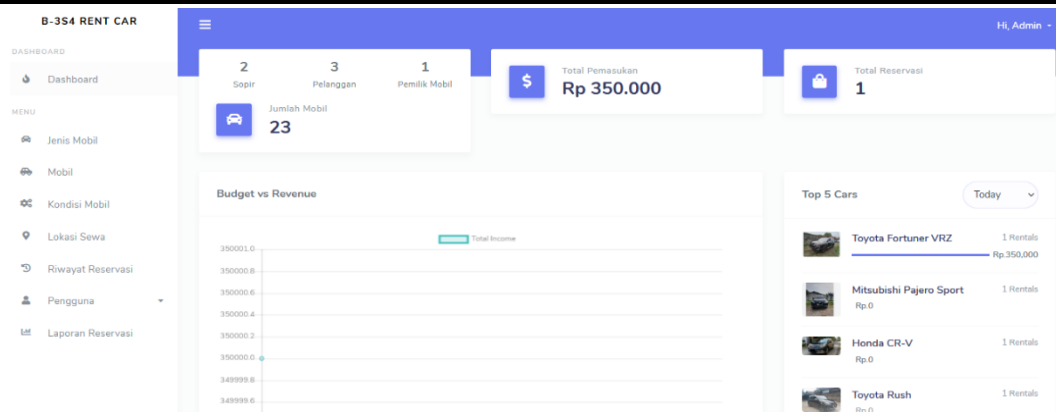 B-3S4 RENT CAR
Hi, Admin
DASHBOARD
Dashboard
MENU
Jenis Mobil
Mobil
Kondisi Mobil
Lokasi Sewa
Riwayat Reservasi
Pengguna
Laporan Reservasi
2
Sopir
3
Pelanggan
1
Pemilik Mobil
Jumlah Mobil
23
Total Pemasukan
Rp 350.000
Total Reservasi
1
Budget vs Revenue
Total Income
350001.0
350000.8
350000.6
350000.4
350000.2
350000.0
349999.8
349999.6
Top 5 Cars
Today
Toyota Fortuner VRZ
1 Rentals
Rp.350,000
Mitsubishi Pajero Sport
1 Rentals
Rp.0
Honda CR-V
1 Rentals
Rp.0
Toyota Rush
1 Rentals
Rp.0